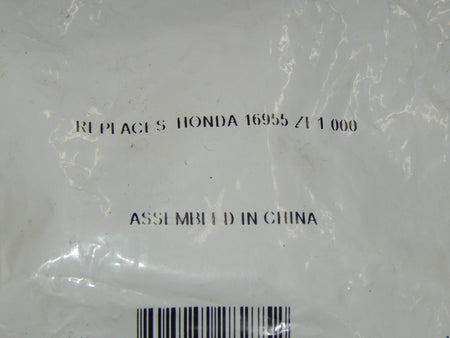 REPLACES HONDA 16955 ZE1 000
ASSEMBLED IN CHINA